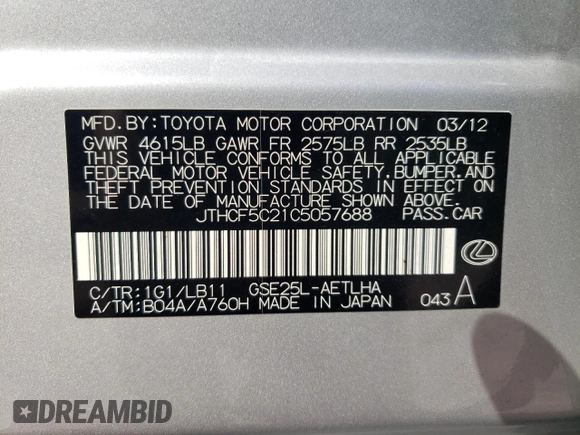 MFD.BY:TOYOTA MOTOR CORPORATION 03/12
GVWR 4615LB GAWR FR 2575LB RR 2535LB
THIS VEHICLE CONFORMS TO ALL APPLICABLE
FEDERAL MOTOR VEHICLE SAFETY,BUMPER,AND
THEFT PREVENTION STANDARDS IN EFFECT ON
THE DATE OF MANUFACTURE SHOWN ABOVE.
JTHCF5C21C5057688 PASS.CAR
C/TR:1G1/LB11 GSE25L-AETLHA
A/TM:B04A/A760H MADE IN JAPAN 043 A
DREAMBID